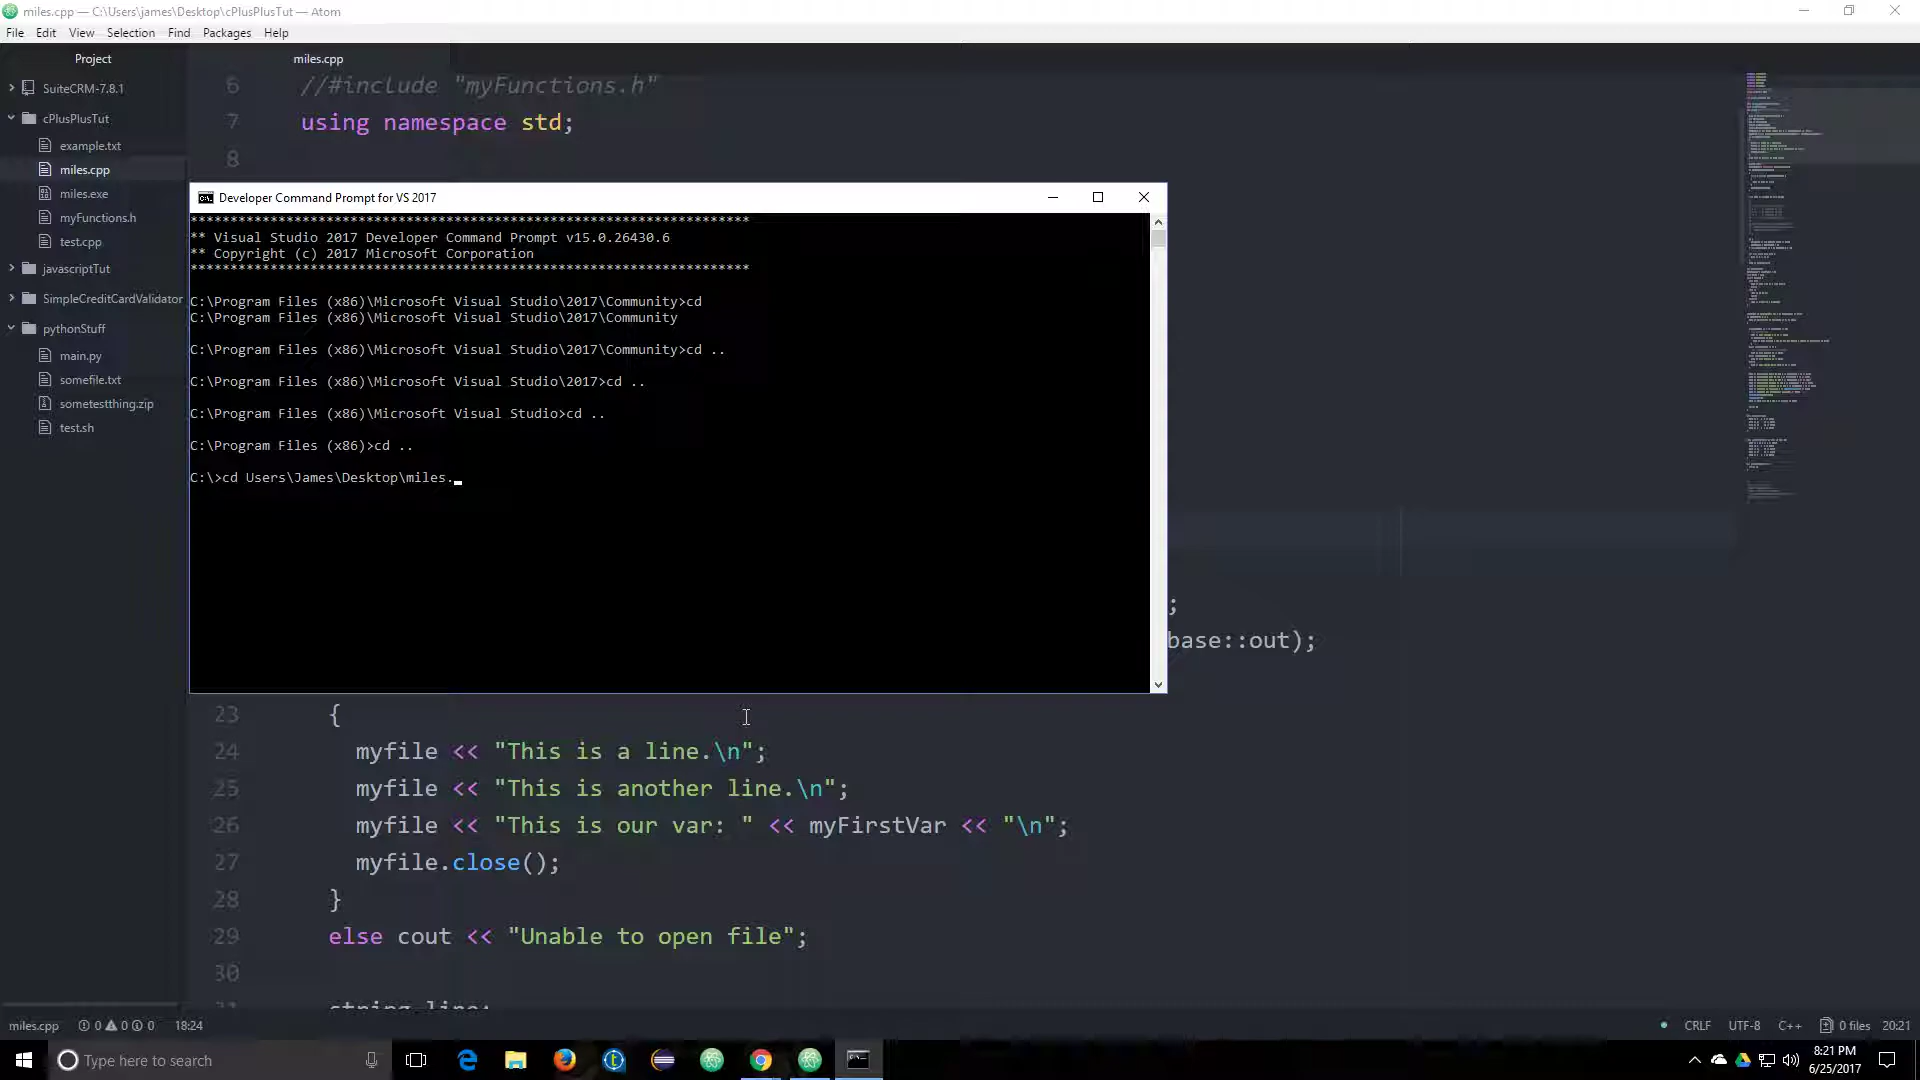 miles.cpp — C:\Users\james\Desktop\cPlusPlusTut — Atom
File Edit View Selection Find Packages Help
Project
SuiteCRM-7.8.1
cPlusPlusTut
example.txt
miles.cpp
miles.exe
myFunctions.h
test.cpp
javascriptTut
SimpleCreditCardValidator
pythonStuff
main.py
somefile.txt
sometestthing.zip
test.sh
miles.cpp
6 //#include "myFunctions.h"
7 using namespace std;
8
Developer Command Prompt for VS 2017
**********************************************************************
** Visual Studio 2017 Developer Command Prompt v15.0.26430.6
** Copyright (c) 2017 Microsoft Corporation
**********************************************************************
C:\Program Files (x86)\Microsoft Visual Studio\2017\Community>cd
C:\Program Files (x86)\Microsoft Visual Studio\2017\Community
C:\Program Files (x86)\Microsoft Visual Studio\2017\Community>cd ..
C:\Program Files (x86)\Microsoft Visual Studio\2017>cd ..
C:\Program Files (x86)\Microsoft Visual Studio>cd ..
C:\Program Files (x86)>cd ..
C:\>cd Users\James\Desktop\miles._
;
base::out);
23 {
24 myfile << "This is a line.\n";
25 myfile << "This is another line.\n";
26 myfile << "This is our var: " << myFirstVar << "\n";
27 myfile.close();
28 }
29 else cout << "Unable to open file";
30
31 string line;
miles.cpp 0 0 0 18:24
CRLF UTF-8 C++ 0 files 20:21
Type here to search
8:21 PM
6/25/2017